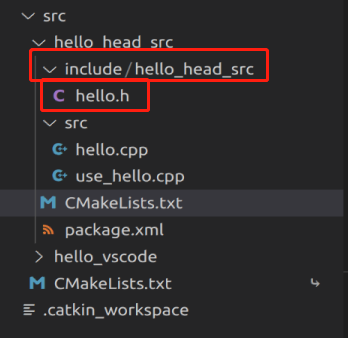 src
hello_head_src
include/hello_head_src
C hello.h
src
hello.cpp
use_hello.cpp
M CMakeLists.txt
package.xml
hello_vscode
M CMakeLists.txt
.catkin_workspace